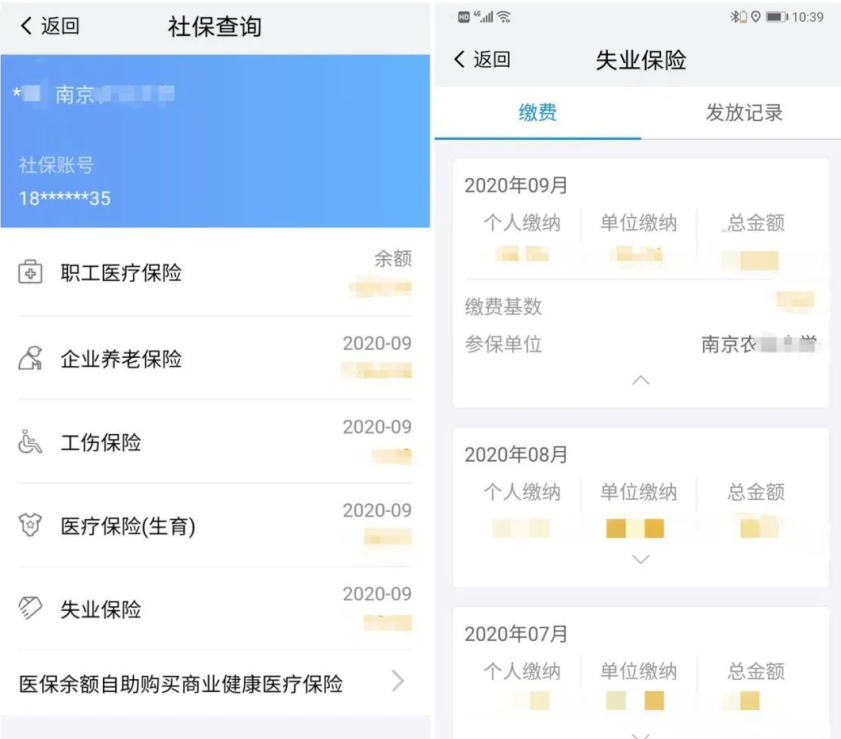 返回
社保查询
* 南京
社保账号
18******35
职工医疗保险
余额
企业养老保险
2020-09
工伤保险
2020-09
医疗保险(生育)
2020-09
失业保险
2020-09
医保余额自助购买商业健康医疗保险
HD 10:39
返回
失业保险
缴费 发放记录
2020年09月
个人缴纳 单位缴纳 总金额
缴费基数
参保单位 南京农
2020年08月
个人缴纳 单位缴纳 总金额
2020年07月
个人缴纳 单位缴纳 总金额